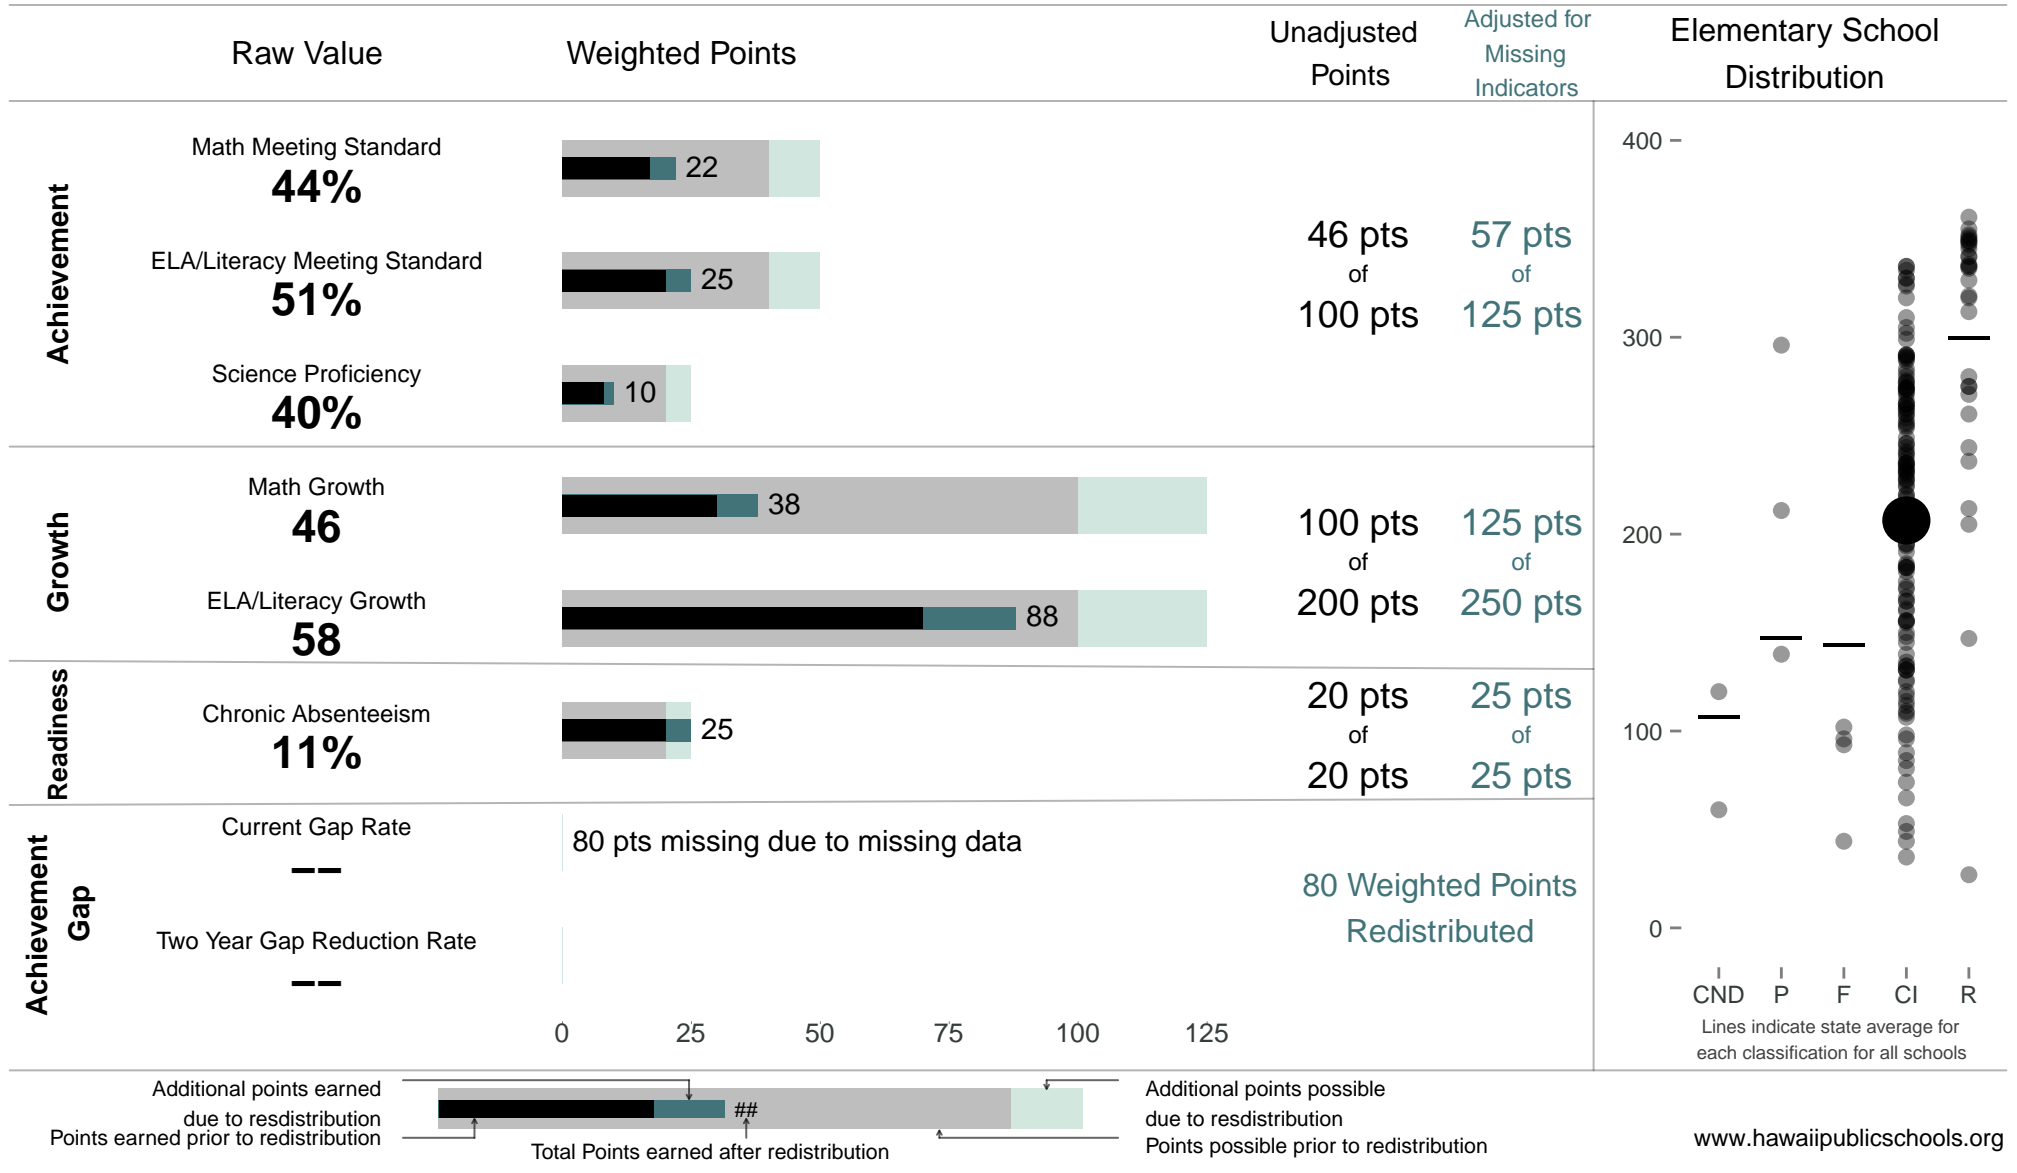 Raw Value
Weighted Points
Unadjusted
Points
Adjusted for
Missing
Indicators
Elementary School
Distribution
Achievement
Math Meeting Standard
44%
22
ELA/Literacy Meeting Standard
51%
25
Science Proficiency
40%
10
46 pts
of
100 pts
57 pts
of
125 pts
Growth
Math Growth
46
38
ELA/Literacy Growth
58
88
100 pts
of
200 pts
125 pts
of
250 pts
Readiness
Chronic Absenteeism
11%
25
20 pts
of
20 pts
25 pts
of
25 pts
Achievement
Gap
Current Gap Rate
--
80 pts missing due to missing data
Two Year Gap Reduction Rate
--
80 Weighted Points
Redistributed
0 25 50 75 100 125
400
300
200
100
0
CND P F CI R
Lines indicate state average for
each classification for all schools
Additional points earned
due to resdistribution
Points earned prior to redistribution
##
Total Points earned after redistribution
Additional points possible
due to resdistribution
Points possible prior to redistribution
www.hawaiipublicschools.org